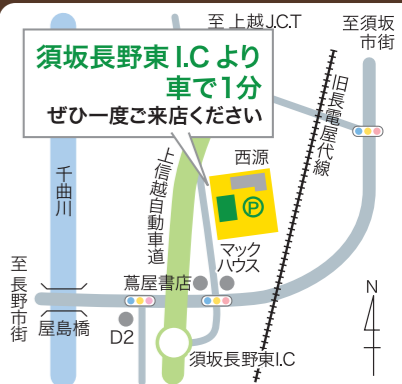 至 上越J.C.T
至須坂
市街
須坂長野東I.Cより
車で1分
ぜひ一度ご来店ください
旧長電屋代線
千曲川
上信越自動車道
西源
P
マック
ハウス
蔦屋書店
至長野市街
屋島橋
D2
須坂長野東I.C
N
4